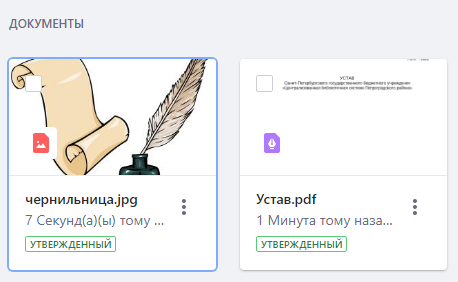 ДОКУМЕНТЫ
УСТАВ
Санкт-Петербургского государственного бюджетного учреждения
«Централизованная библиотечная система Петроградского района»
чернильница.jpg
7 Секунд(а)(ы) тому ...
УТВЕРЖДЕННЫЙ
Устав.pdf
1 Минута тому наза...
УТВЕРЖДЕННЫЙ